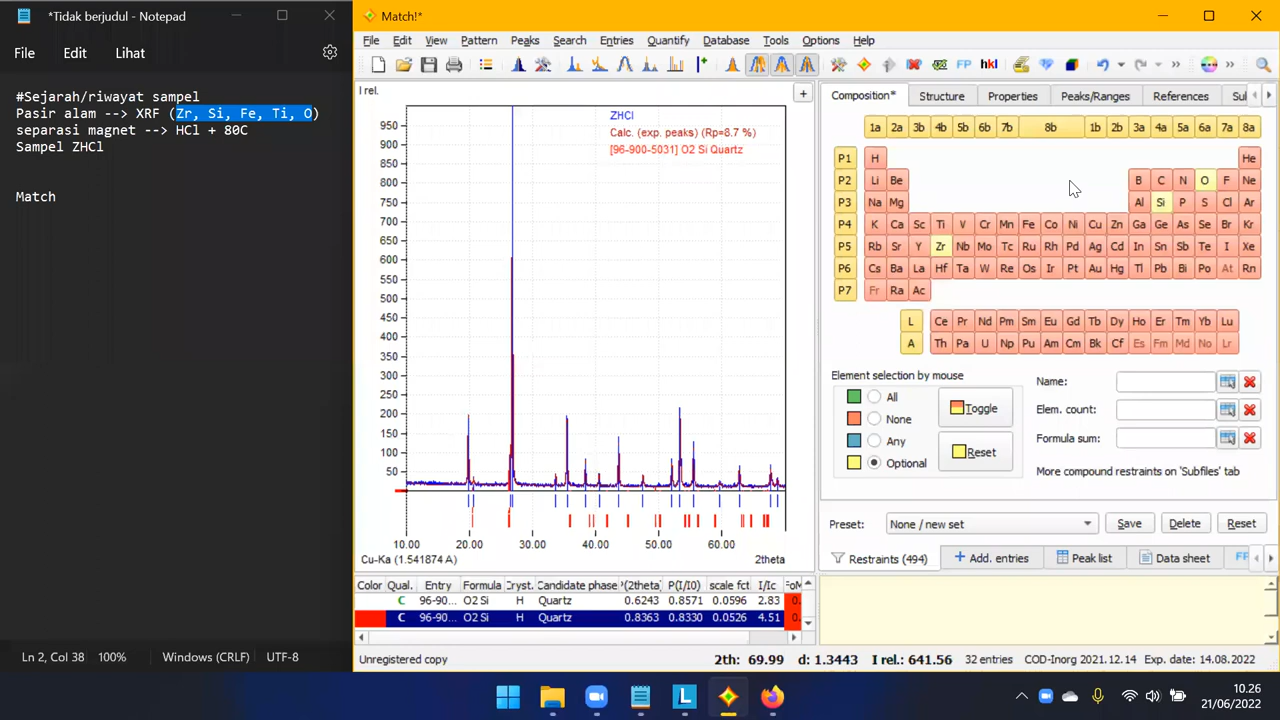 *Tidak berjudul - Notepad
File Edit Lihat
#Sejarah/riwayat sampel
Pasir alam --> XRF (Zr, Si, Fe, Ti, O)
separasi magnet --> HCl + 80C
Sampel ZHCl
Match
Ln 2, Col 38 100% Windows (CRLF) UTF-8
Match!*
File Edit View Pattern Peaks Search Entries Quantify Database Tools Options Help
FP hkl
I rel.
ZHCl
Calc. (exp. peaks) (Rp=8.7 %)
[96-900-5031] O2 Si Quartz
950
900
850
800
750
700
650
600
550
500
450
400
350
300
250
200
150
100
50
10.00 20.00 30.00 40.00 50.00 60.00
Cu-Ka (1.541874 A) 2theta
Color Qual. Entry Formula Cryst. Candidate phase P(2theta) P(I/I0) scale fct. I/Ic FoM
C 96-90... O2 Si H Quartz 0.6243 0.8571 0.0596 2.83 0.
C 96-90... O2 Si H Quartz 0.8363 0.8330 0.0526 4.51 0.
Composition* Structure Properties Peaks/Ranges References Sul
1a 2a 3b 4b 5b 6b 7b 8b 1b 2b 3a 4a 5a 6a 7a 8a
P1 H He
P2 Li Be B C N O F Ne
P3 Na Mg Al Si P S Cl Ar
P4 K Ca Sc Ti V Cr Mn Fe Co Ni Cu Zn Ga Ge As Se Br Kr
P5 Rb Sr Y Zr Nb Mo Tc Ru Rh Pd Ag Cd In Sn Sb Te I Xe
P6 Cs Ba La Hf Ta W Re Os Ir Pt Au Hg Tl Pb Bi Po At Rn
P7 Fr Ra Ac
L Ce Pr Nd Pm Sm Eu Gd Tb Dy Ho Er Tm Yb Lu
A Th Pa U Np Pu Am Cm Bk Cf Es Fm Md No Lr
Element selection by mouse
All
None
Any
Optional
Toggle
Reset
Name:
Elem. count:
Formula sum:
More compound restraints on 'Subfiles' tab
Preset: None / new set Save Delete Reset
Restraints (494) Add. entries Peak list Data sheet FP
Unregistered copy 2th: 69.99 d: 1.3443 I rel.: 641.56 32 entries COD-Inorg 2021.12.14 Exp. date: 14.08.2022
10.26
21/06/2022